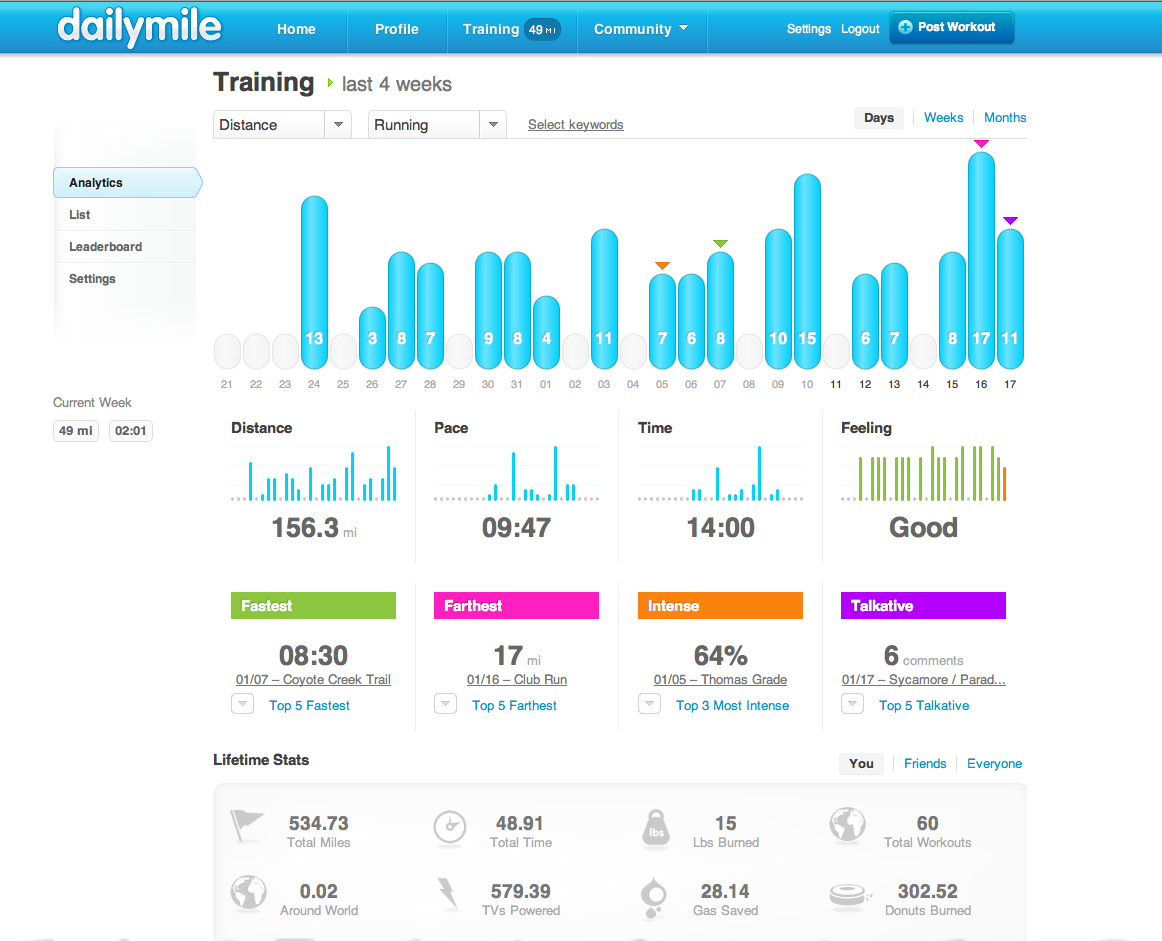 dailymile Home Profile Training 49 MI Community Settings Logout Post Workout
Training last 4 weeks
Distance Running Select keywords Days Weeks Months
Analytics
List
Leaderboard
Settings
13 3 8 7 9 8 4 11 7 6 8 10 15 6 7 8 17 11
21 22 23 24 25 26 27 28 29 30 31 01 02 03 04 05 06 07 08 09 10 11 12 13 14 15 16 17
Current Week
49 mi 02:01
Distance Pace Time Feeling
156.3 mi 09:47 14:00 Good
Fastest Farthest Intense Talkative
08:30 17 mi 64% 6 comments
01/07 – Coyote Creek Trail 01/16 – Club Run 01/05 – Thomas Grade 01/17 – Sycamore / Parad...
Top 5 Fastest Top 5 Farthest Top 3 Most Intense Top 5 Talkative
Lifetime Stats You Friends Everyone
534.73 48.91 lbs 15 60
Total Miles Total Time Lbs Burned Total Workouts
0.02 579.39 28.14 302.52
Around World TVs Powered Gas Saved Donuts Burned